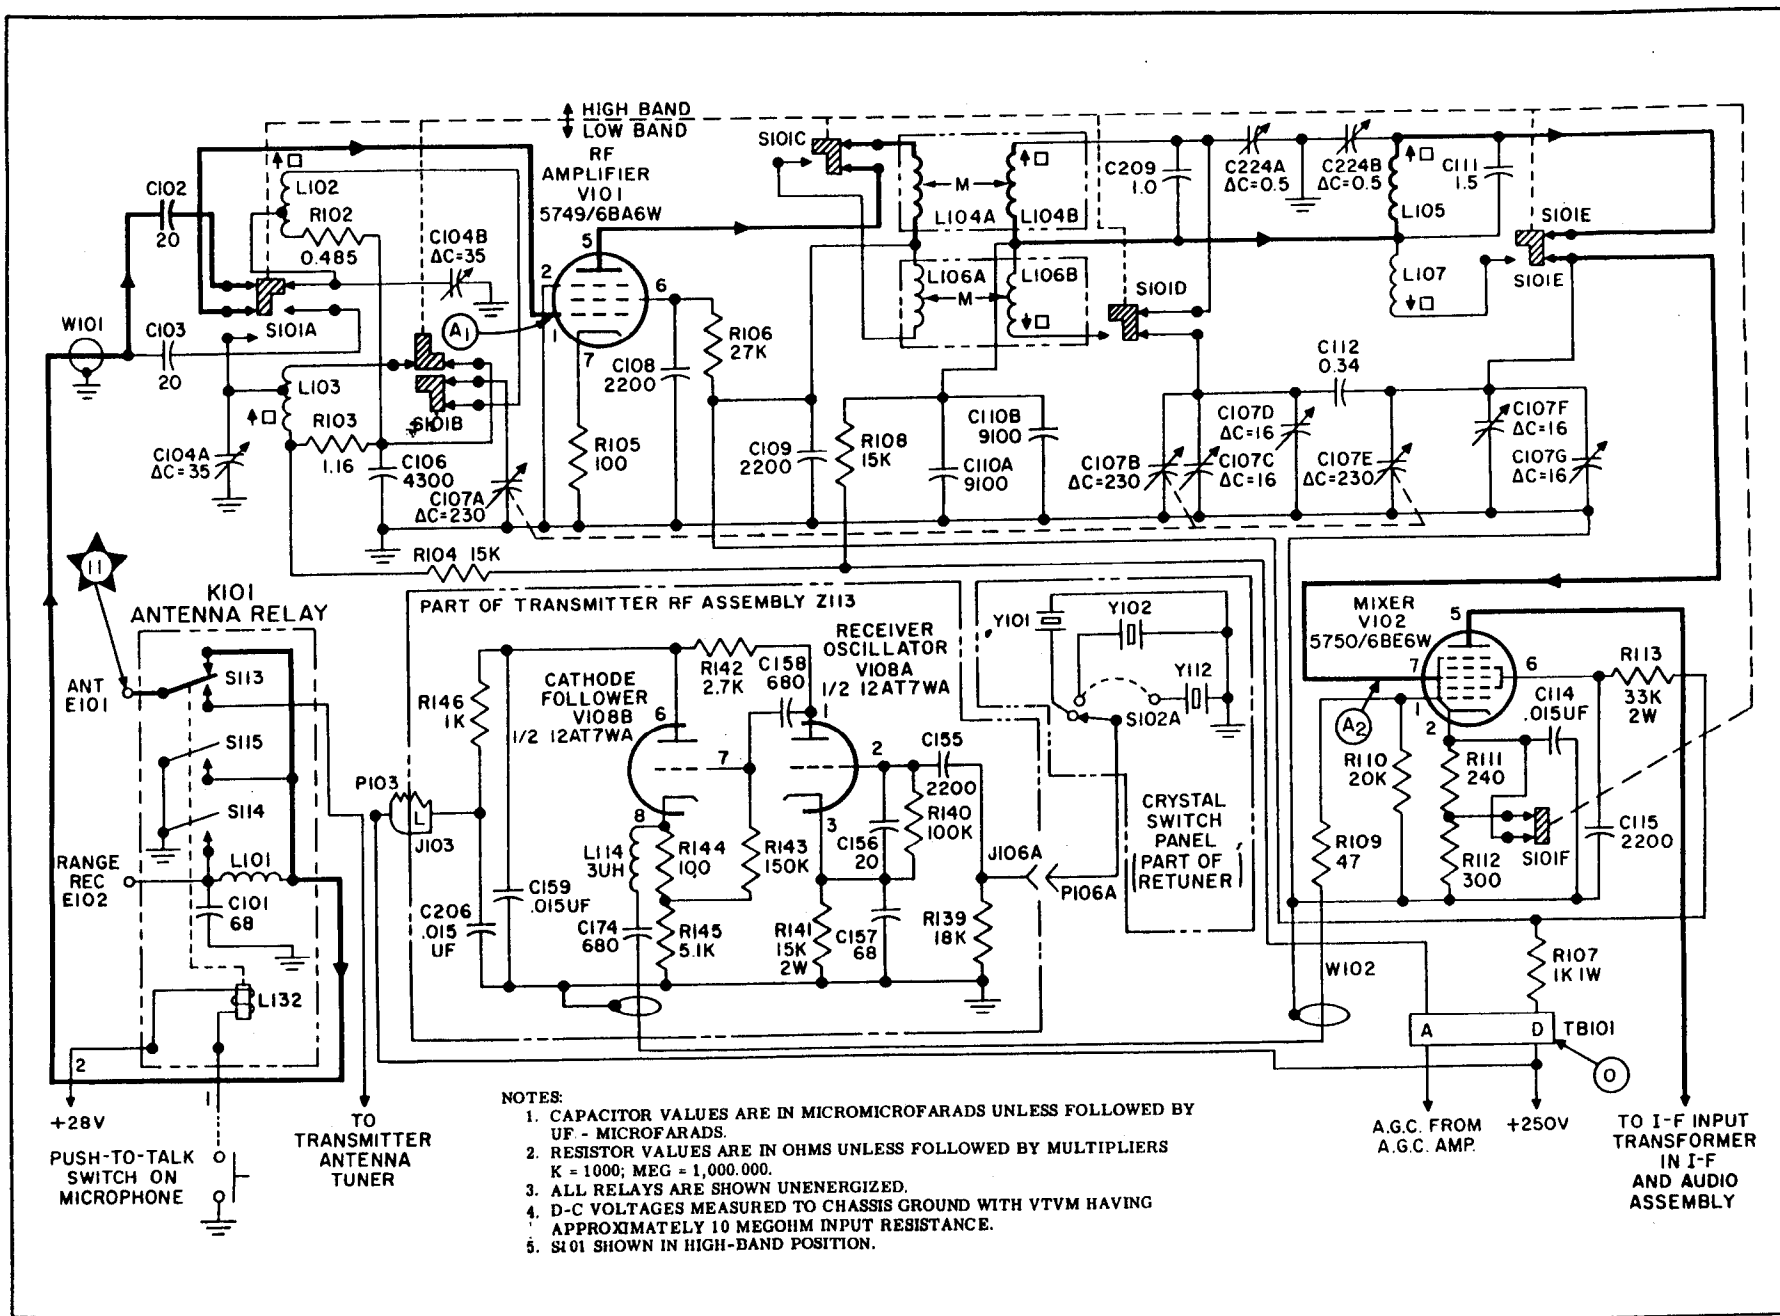 HIGH BAND
LOW BAND
RF
AMPLIFIER
V101
5749/6BA6W
C102
20
L102
R102
0.485
C104B
ΔC=35
W101
C103
20
S101A
L103
R103
1.16
C104A
ΔC=35
S101B
C106
4300
C107A
ΔC=230
A1
5
2
6
1
7
R105
100
C108
2200
R106
27K
S101C
M
L104A
L104B
L106A
L106B
M
S101D
C209
1.0
C224A
ΔC=0.5
C224B
ΔC=0.5
C111
1.5
L105
L107
S101E
S101E
C109
2200
R108
15K
C110B
9100
C110A
9100
C107B
ΔC=230
C107C
ΔC=16
C107D
ΔC=16
C112
0.34
C107E
ΔC=230
C107F
ΔC=16
C107G
ΔC=16
11
R104 15K
K101
ANTENNA RELAY
ANT
E101
S113
S115
S114
RANGE
REC
E102
L101
C101
68
L132
2
1
+28V
PUSH-TO-TALK
SWITCH ON
MICROPHONE
TO
TRANSMITTER
ANTENNA
TUNER
P103
L
J103
PART OF TRANSMITTER RF ASSEMBLY Z113
R146
1K
CATHODE
FOLLOWER
V108B
1/2 12AT7WA
6
7
8
R142
2.7K
C158
680
RECEIVER
OSCILLATOR
V108A
1/2 12AT7WA
1
2
3
C155
2200
R140
100K
C156
20
L114
3UH
R144
100
R143
150K
C159
.015UF
C206
.015
UF
C174
680
R145
5.1K
R141
15K
2W
C157
68
R139
18K
J106A
P106A
Y101
Y102
Y112
S102A
CRYSTAL
SWITCH
PANEL
(PART OF
RETUNER)
MIXER
V102
5750/6BE6W
5
7
6
1
2
A2
R113
33K
2W
C114
.015UF
R110
20K
R111
240
R109
47
R112
300
S101F
C115
2200
W102
R107
1K 1W
A
D
TB101
O
A.G.C. FROM
A.G.C. AMP.
+250V
TO I-F INPUT
TRANSFORMER
IN I-F
AND AUDIO
ASSEMBLY
NOTES:
1. CAPACITOR VALUES ARE IN MICROMICROFARADS UNLESS FOLLOWED BY
UF - MICROFARADS.
2. RESISTOR VALUES ARE IN OHMS UNLESS FOLLOWED BY MULTIPLIERS
K = 1000; MEG = 1,000.000.
3. ALL RELAYS ARE SHOWN UNENERGIZED.
4. D-C VOLTAGES MEASURED TO CHASSIS GROUND WITH VTVM HAVING
APPROXIMATELY 10 MEGOHM INPUT RESISTANCE.
5. S101 SHOWN IN HIGH-BAND POSITION.